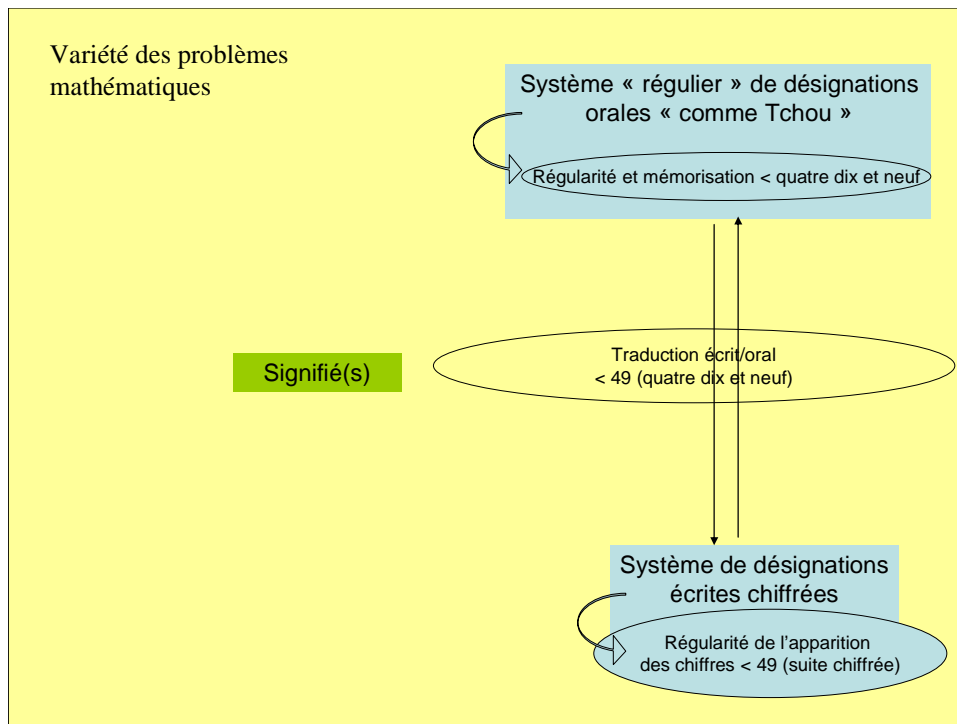 Variété des problèmes
mathématiques
Système « régulier » de désignations
orales « comme Tchou »
Régularité et mémorisation < quatre dix et neuf
Traduction écrit/oral
< 49 (quatre dix et neuf)
Signifié(s)
Système de désignations
écrites chiffrées
Régularité de l'apparition
des chiffres < 49 (suite chiffrée)